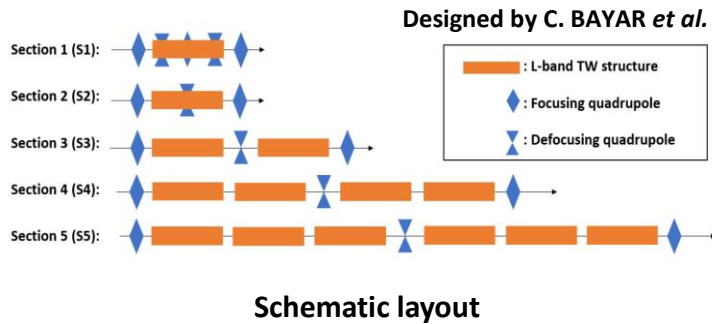 Designed by C. BAYAR et al.
Section 1 (S1):
Section 2 (S2):
Section 3 (S3):
Section 4 (S4):
Section 5 (S5):
: L-band TW structure
: Focusing quadrupole
: Defocusing quadrupole
Schematic layout